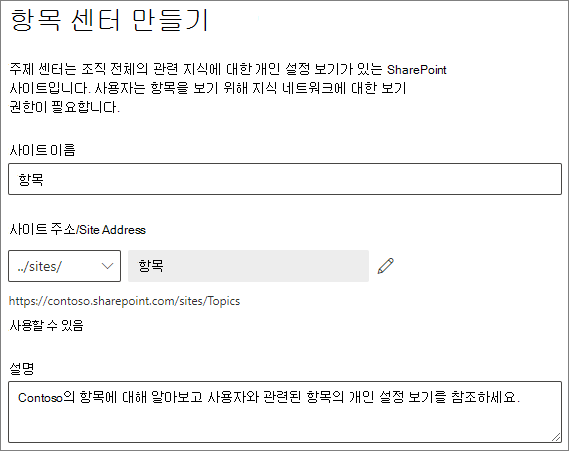 항목 센터 만들기
주제 센터는 조직 전체의 관련 지식에 대한 개인 설정 보기가 있는 SharePoint
사이트입니다. 사용자는 항목을 보기 위해 지식 네트워크에 대한 보기
권한이 필요합니다.
사이트 이름
항목
사이트 주소/Site Address
../sites/ 항목
https://contoso.sharepoint.com/sites/Topics
사용할 수 있음
설명
Contoso의 항목에 대해 알아보고 사용자와 관련된 항목의 개인 설정 보기를 참조하세요.